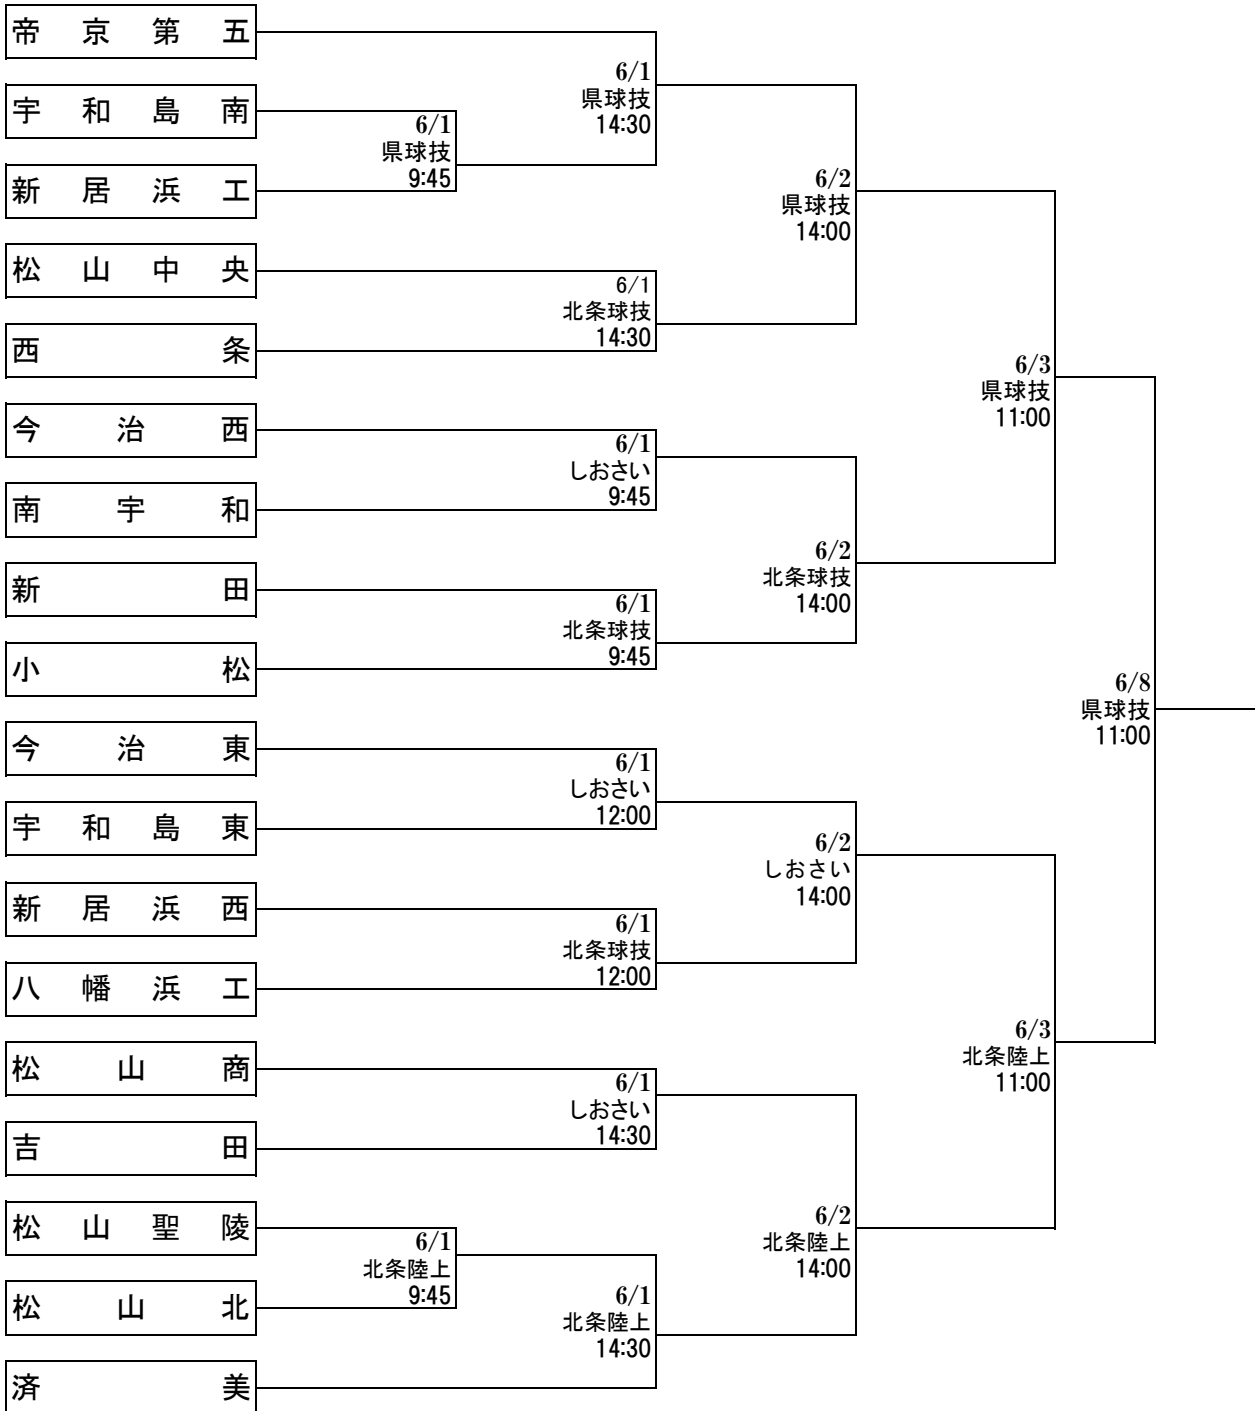 帝京第五
6/1
県球技
14:30
宇和島南
6/1
県球技
9:45
新居浜工
6/2
県球技
14:00
松山中央
6/1
北条球技
14:30
西条
6/3
県球技
11:00
今治西
6/1
しおさい
9:45
南宇和
6/2
北条球技
14:00
新田
6/1
北条球技
9:45
小松
6/8
県球技
11:00
今治東
6/1
しおさい
12:00
宇和島東
6/2
しおさい
14:00
新居浜西
6/1
北条球技
12:00
八幡浜工
6/3
北条陸上
11:00
松山商
6/1
しおさい
14:30
吉田
松山聖陵
6/1
北条陸上
9:45
6/2
北条陸上
14:00
松山北
6/1
北条陸上
14:30
済美